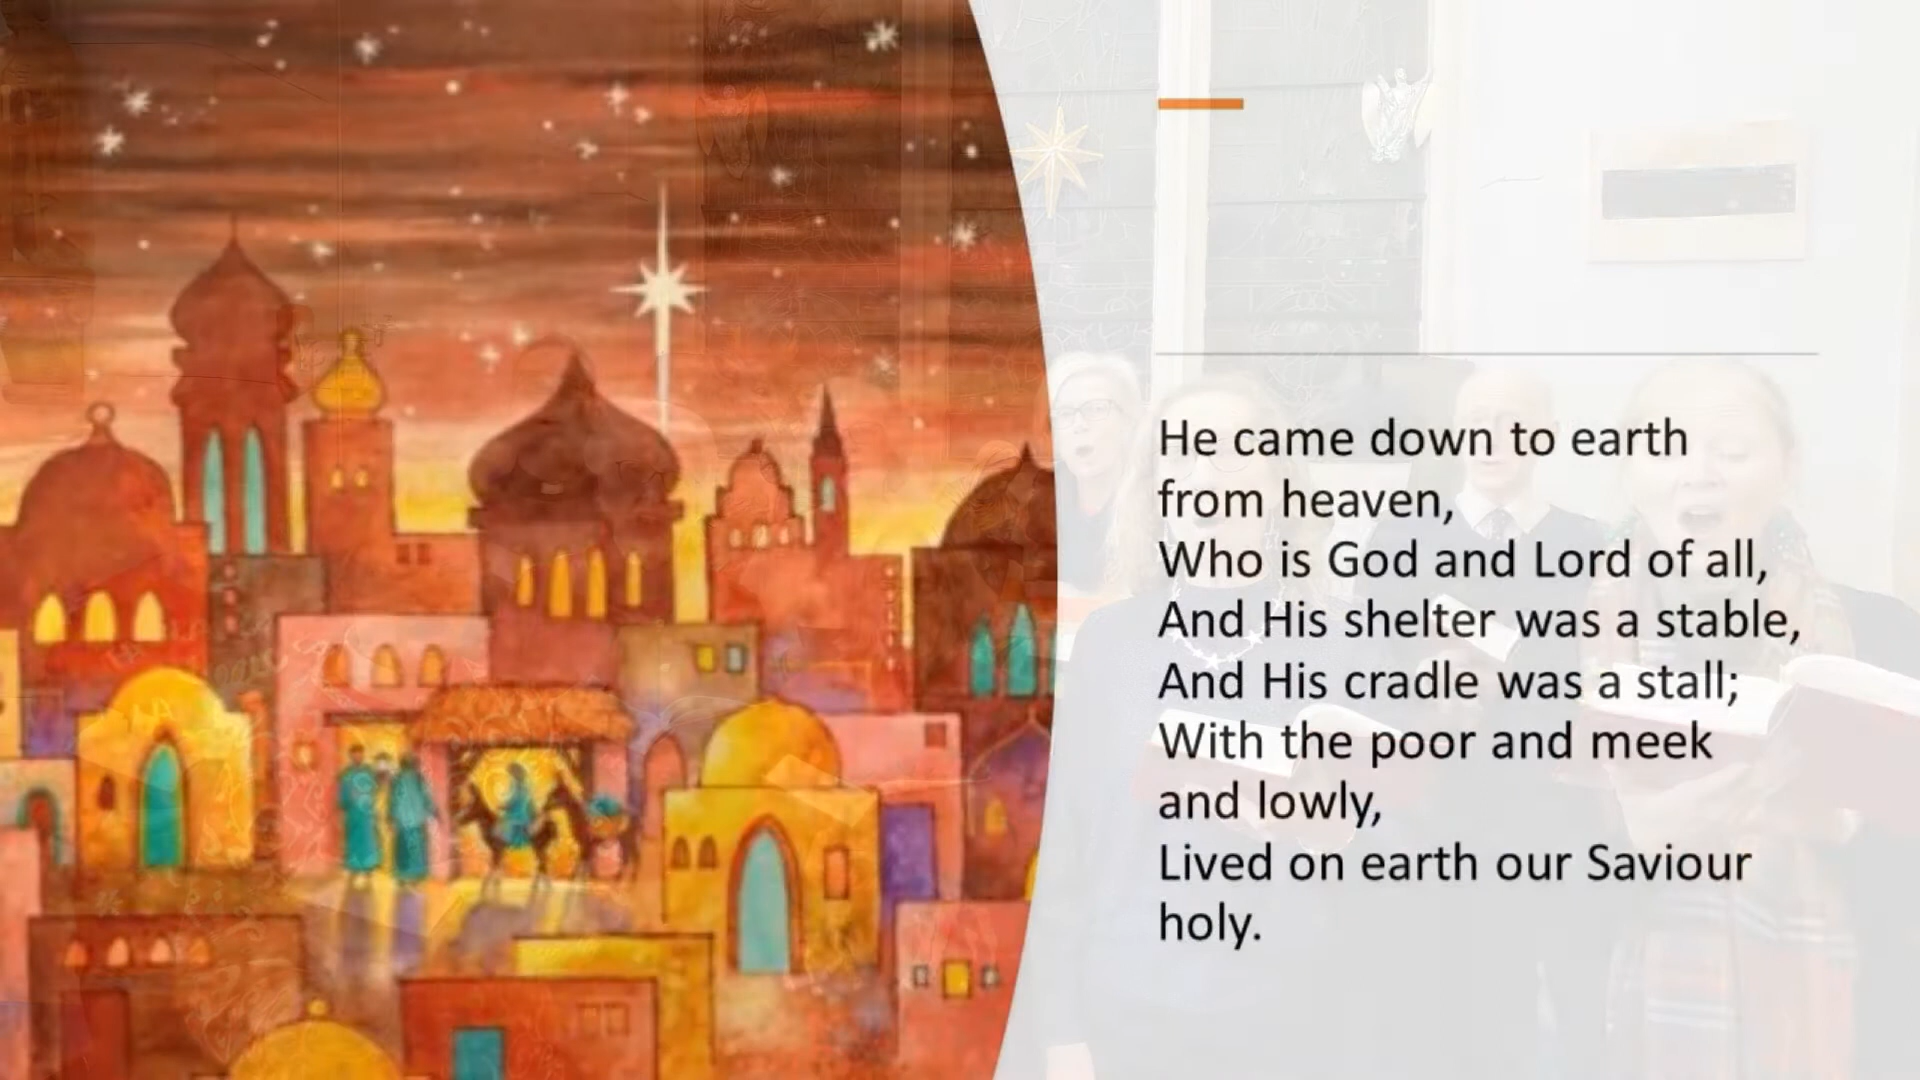 He came down to earth
from heaven,
Who is God and Lord of all,
And His shelter was a stable,
And His cradle was a stall;
With the poor and meek
and lowly,
Lived on earth our Saviour
holy.